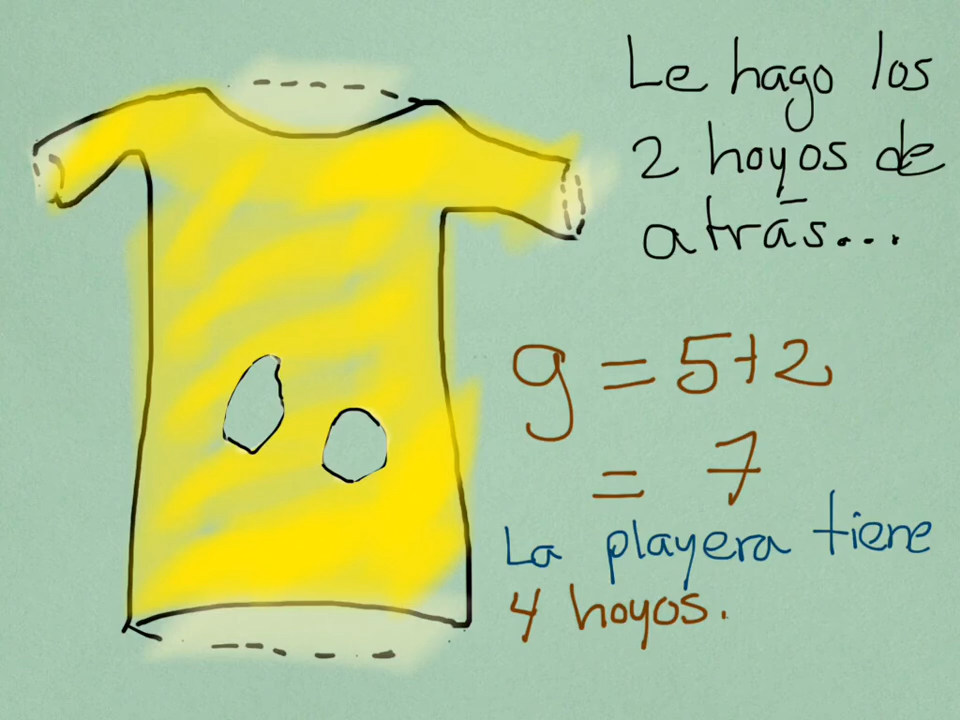 Le hago los
2 hoyos de
atrás...
g = 5+2
= 7
La playera tiene
4 hoyos.